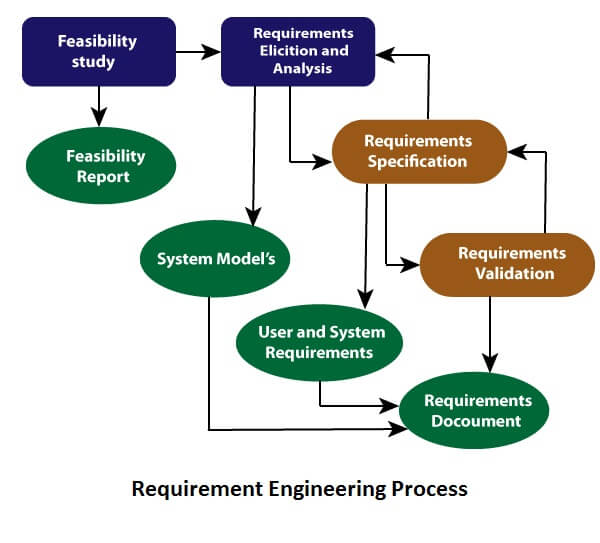 Feasibility
study
Requirements
Elicition and
Analysis
Requirements
Specification
Feasibility
Report
System Model's
Requirements
Validation
User and System
Requirements
Requirements
Docoument
Requirement Engineering Process